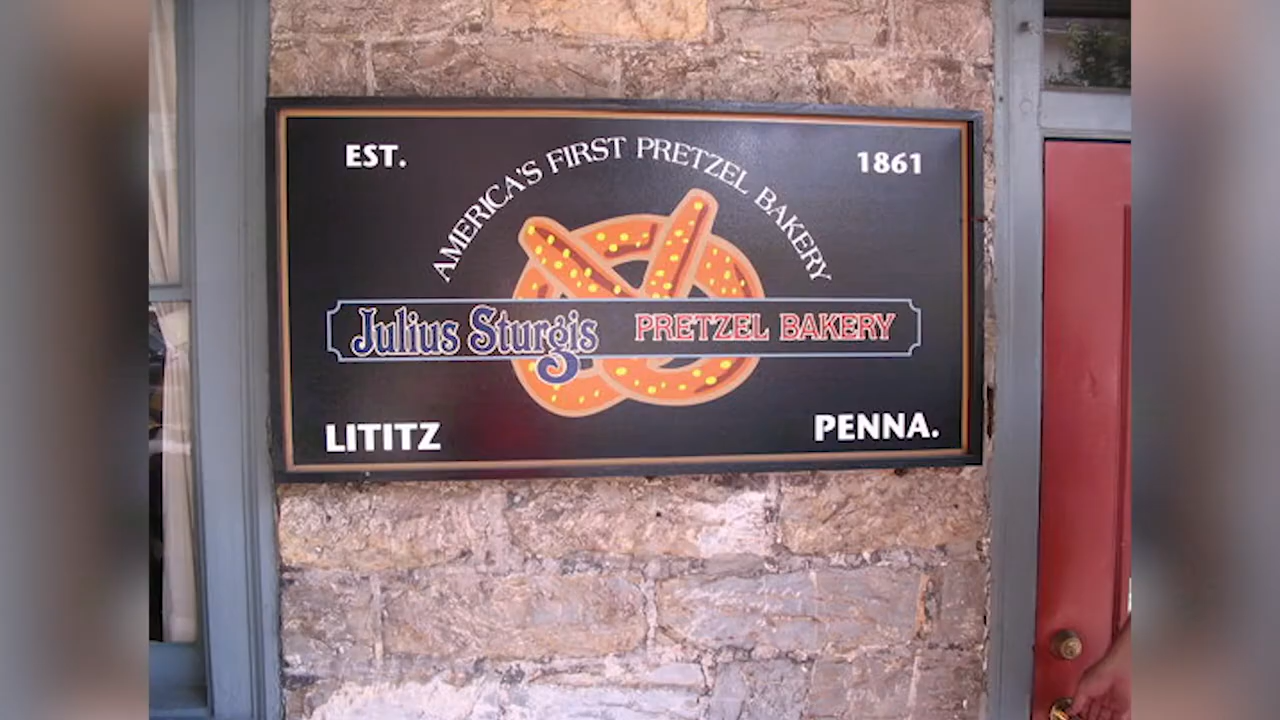 EST.
1861
AMERICA'S FIRST PRETZEL BAKERY
Julius Sturgis PRETZEL BAKERY
LITITZ
PENNA.